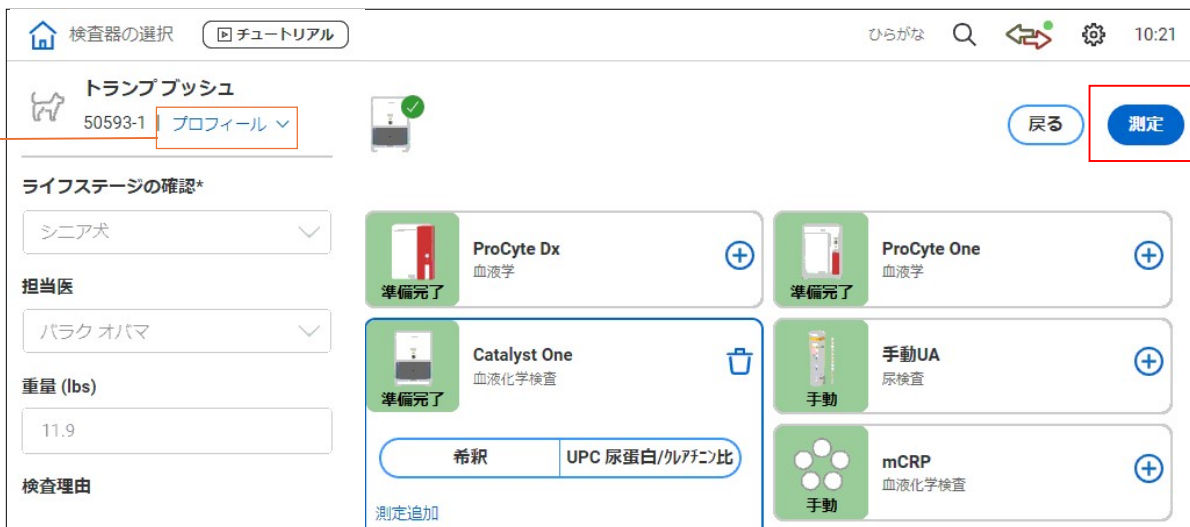 検査器の選択 チュートリアル ひらがな 10:21
トランプ ブッシュ
50593-1 | プロフィール
戻る 測定
ライフステージの確認*
シニア犬
担当医
バラク オバマ
重量 (lbs)
11.9
検査理由
ProCyte Dx
血液学
準備完了
ProCyte One
血液学
準備完了
Catalyst One
血液化学検査
準備完了
希釈 UPC 尿蛋白/クレアチニン比
測定追加
手動UA
尿検査
手動
mCRP
血液化学検査
手動